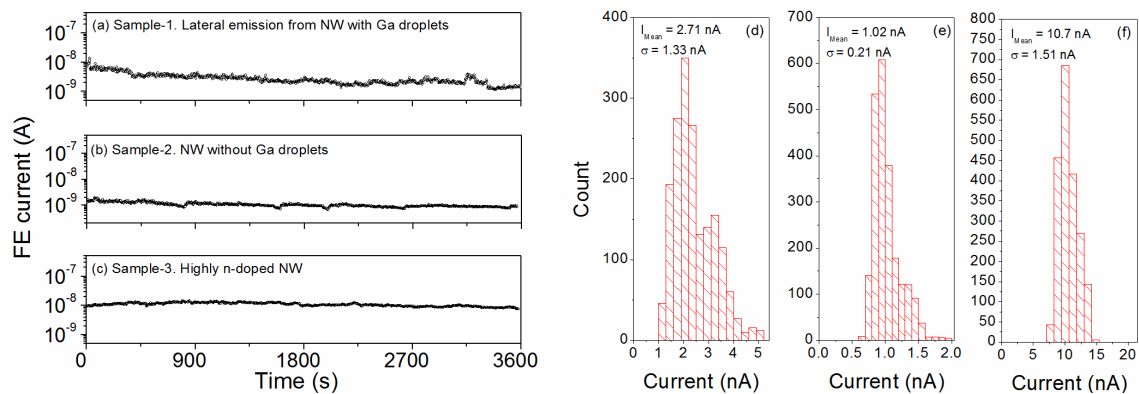 (a) Sample-1. Lateral emission from NW with Ga droplets
10⁻⁷
10⁻⁸
10⁻⁹
(b) Sample-2. NW without Ga droplets
10⁻⁷
10⁻⁸
10⁻⁹
(c) Sample-3. Highly n-doped NW
10⁻⁷
10⁻⁸
10⁻⁹
FE current (A)
0 900 1800 2700 3600
Time (s)
(d)
I_Mean = 2.71 nA
σ = 1.33 nA
400
300
200
100
0
Count
0 1 2 3 4 5
Current (nA)
(e)
I_Mean = 1.02 nA
σ = 0.21 nA
700
600
500
400
300
200
100
0
0.0 0.5 1.0 1.5 2.0
Current (nA)
(f)
I_Mean = 10.7 nA
σ = 1.51 nA
800
750
700
650
600
550
500
450
400
350
300
250
200
150
100
50
0
0 5 10 15 20
Current (nA)